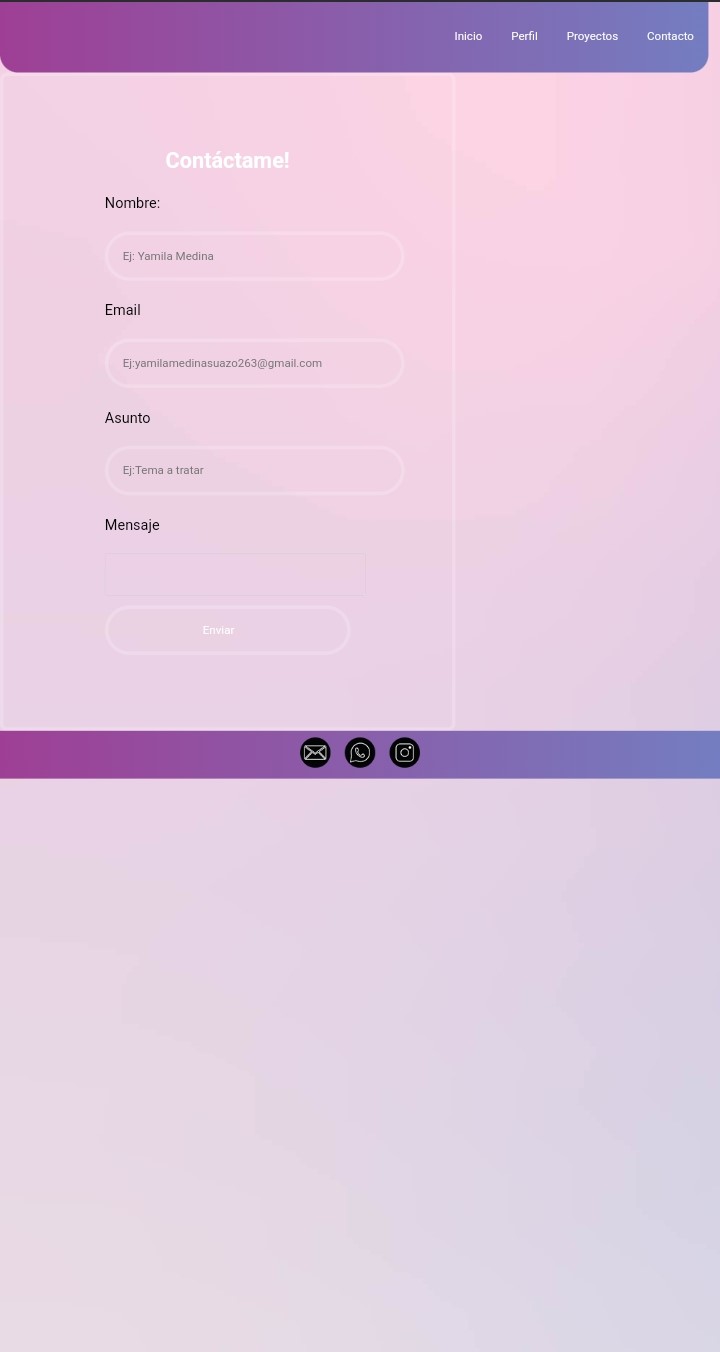 Inicio Perfil Proyectos Contacto
Contáctame!
Nombre:
Ej: Yamila Medina
Email
Ej:yamilamedinasuazo263@gmail.com
Asunto
Ej:Tema a tratar
Mensaje
Enviar